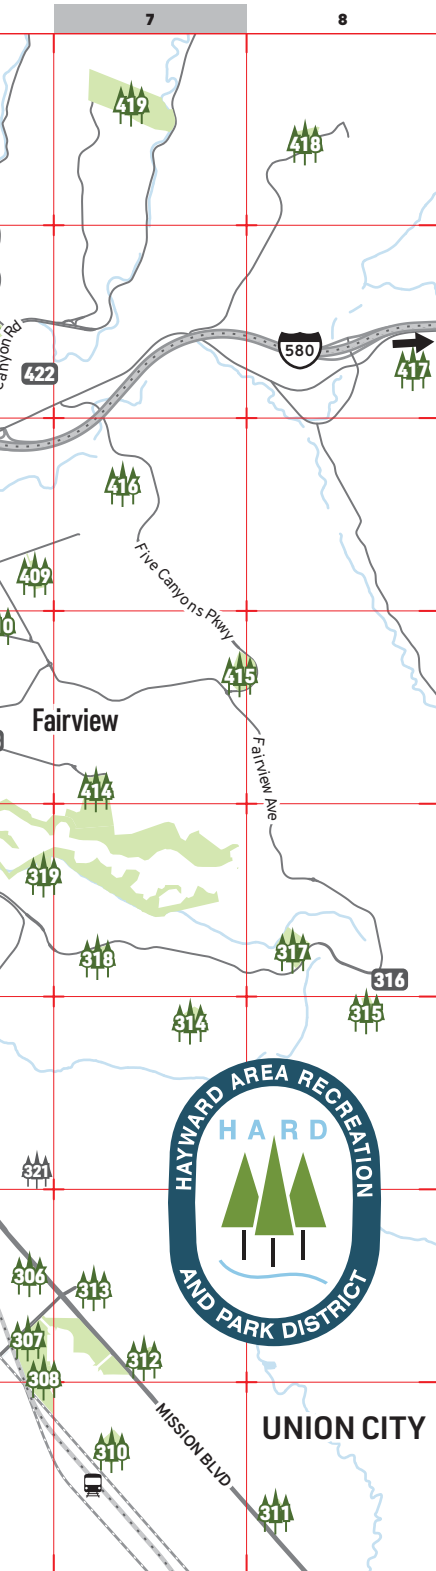 7
8
419
418
Canyon Rd
580
422
417
416
Five Canyons Pkwy
409
0
415
Fairview
Fairview Ave
414
319
318
317
316
315
314
HAYWARD AREA RECREATION
HARD
AND PARK DISTRICT
321
306
313
307
312
308
310
MISSION BLVD
UNION CITY
311